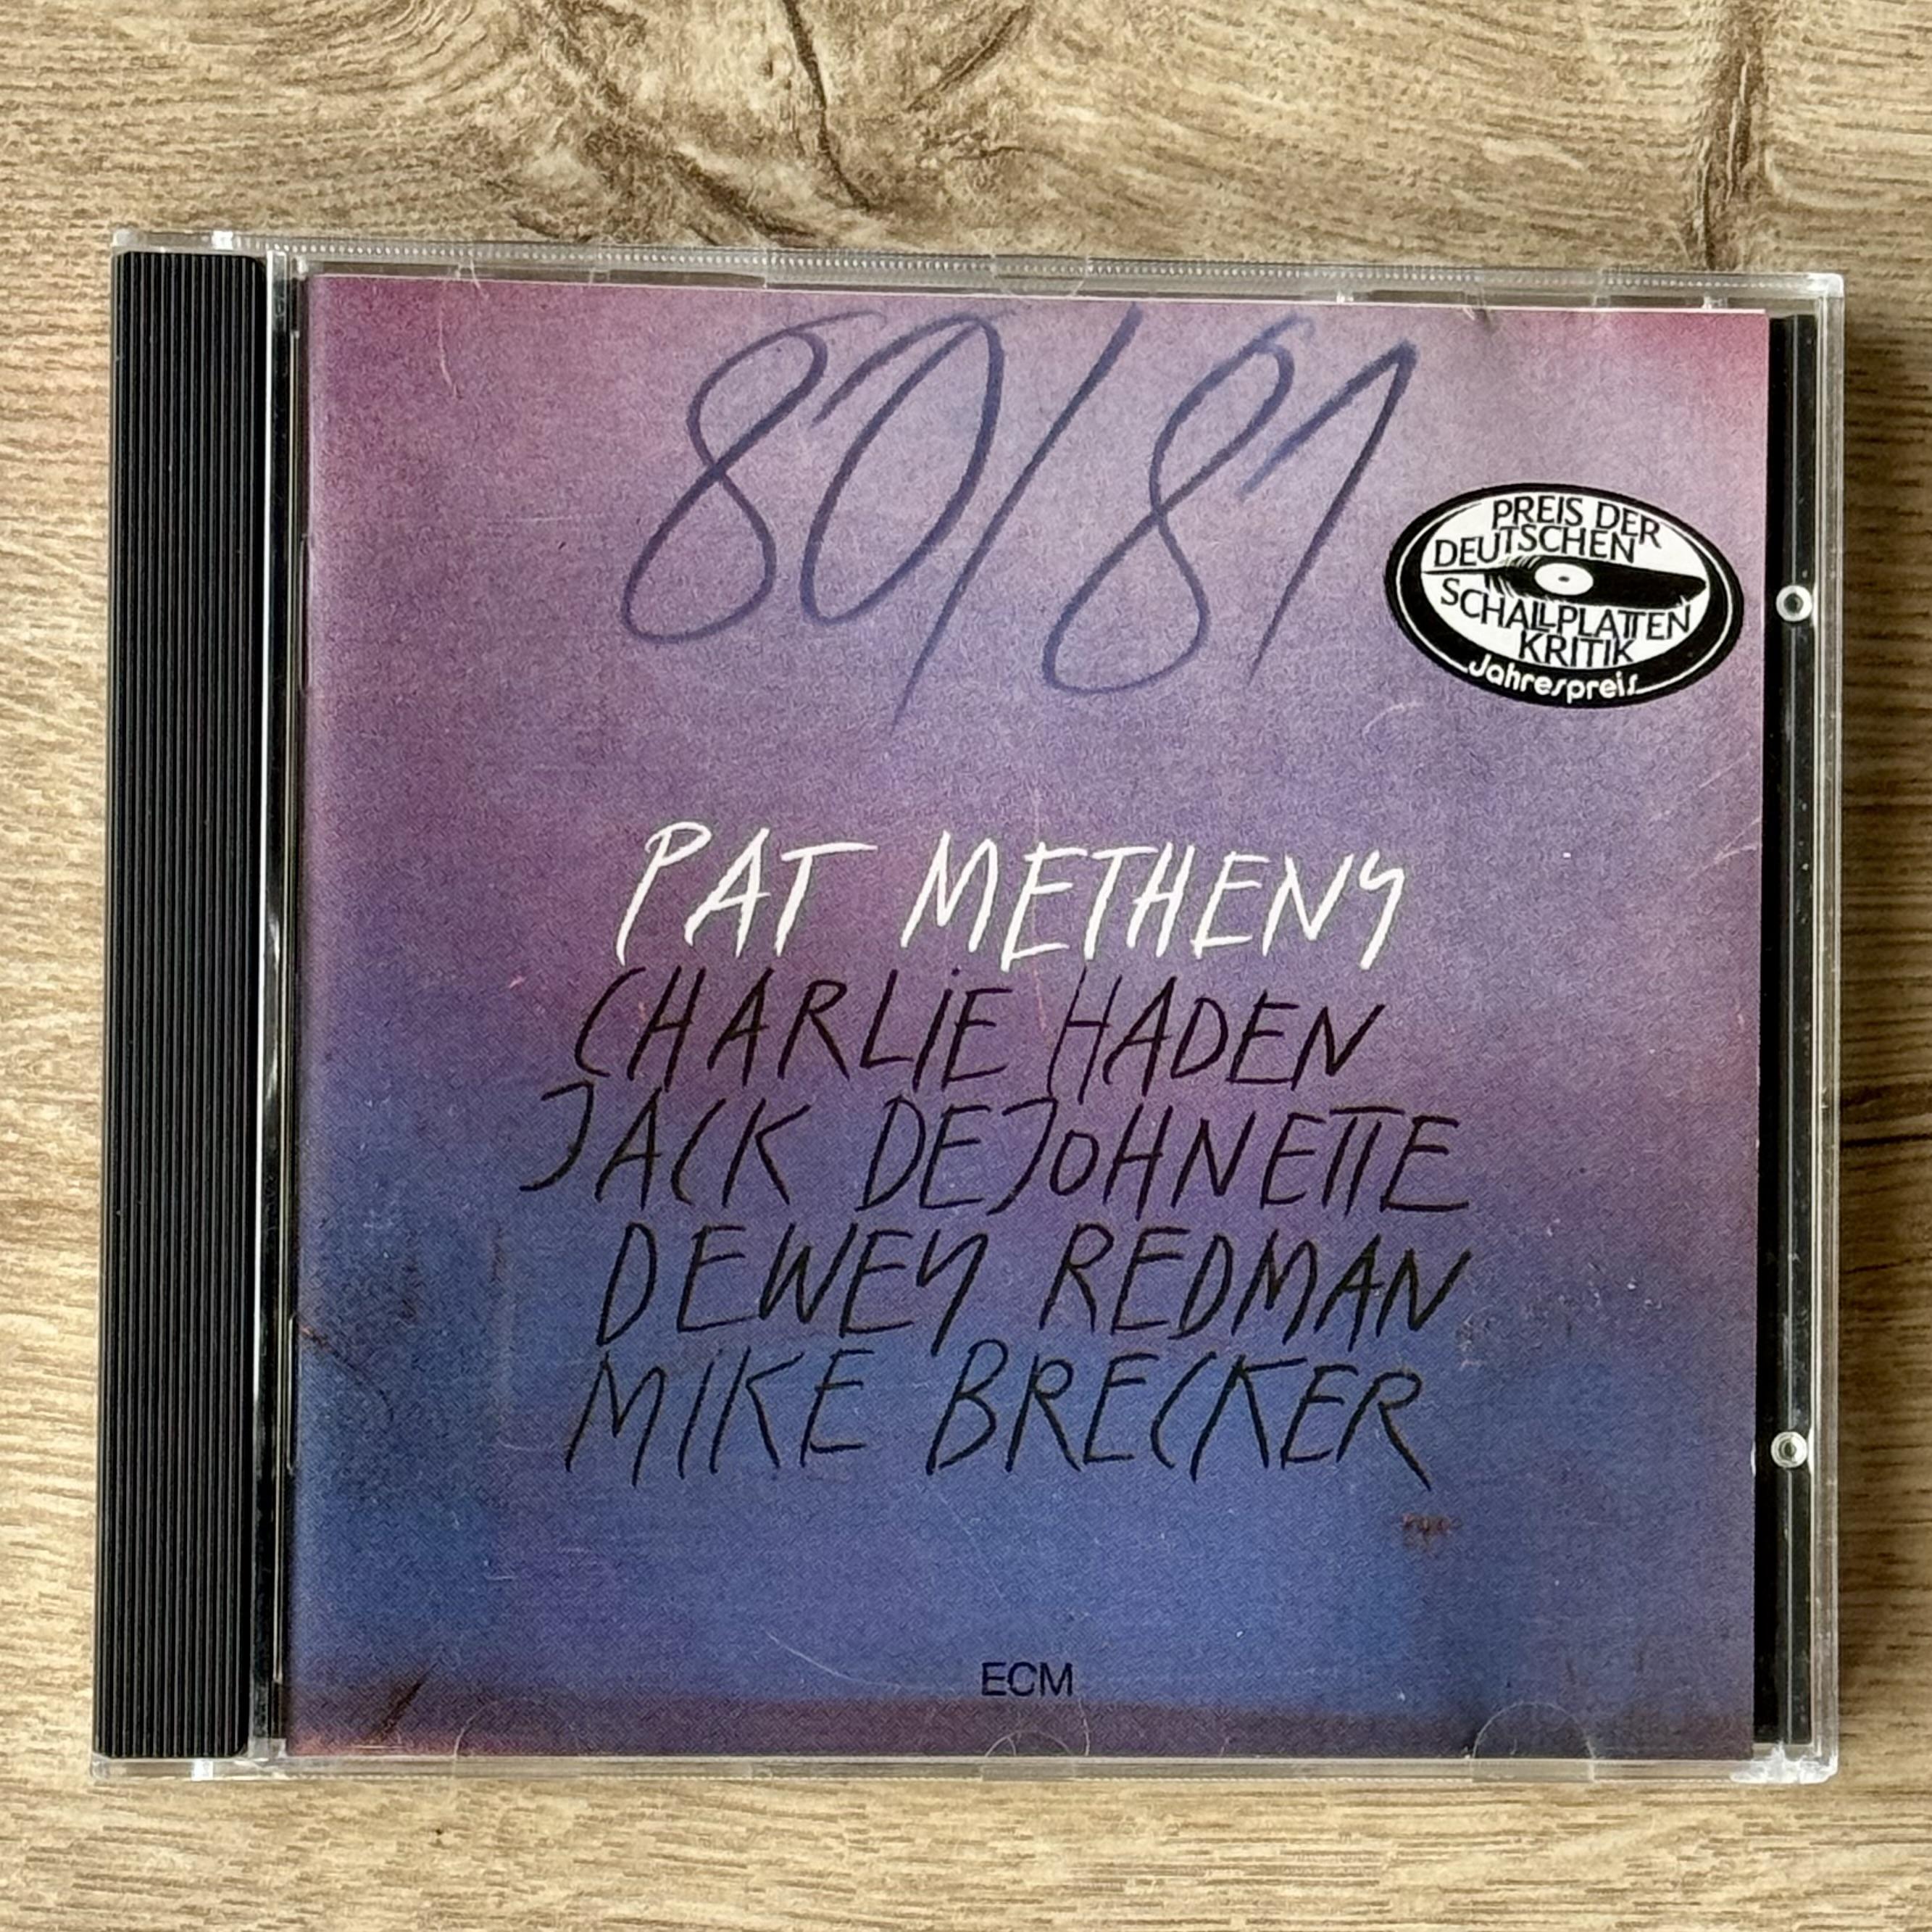 80/81
PREIS DER
DEUTSCHEN
SCHALLPLATTEN
KRITIK
Jahrespreis
PAT METHENY
CHARLiE HADEN
JACK DEJOHNETTE
DEWEY REDMAN
MIKE BRECKER
ECM